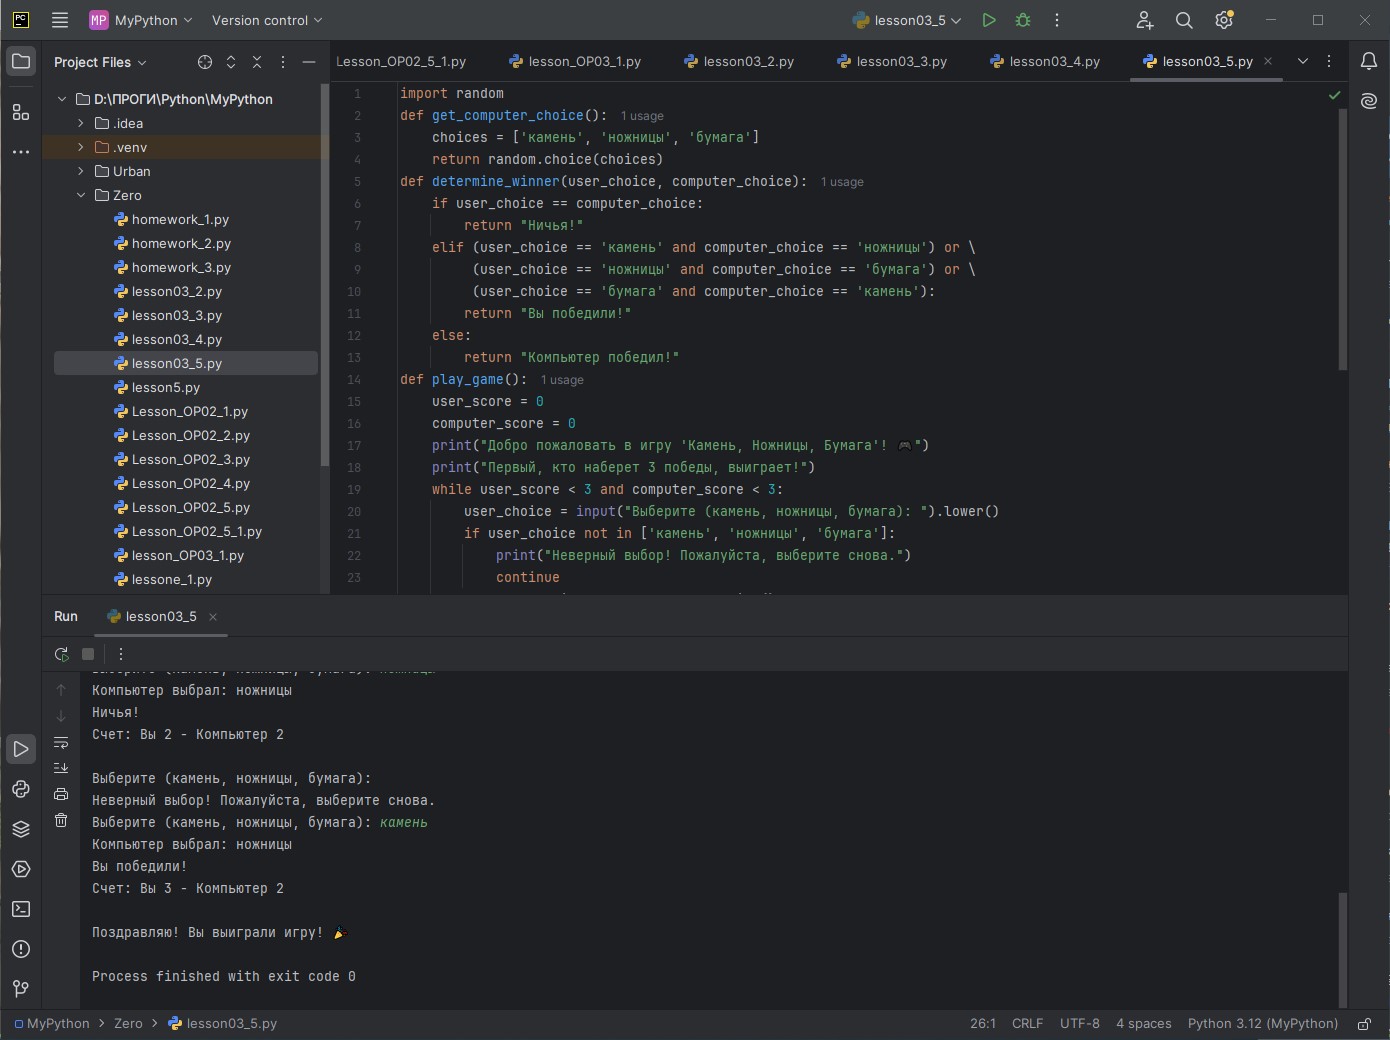 PC MP MyPython Version control lesson03_5
Project Files
Lesson_OP02_5_1.py lesson_OP03_1.py lesson03_2.py lesson03_3.py lesson03_4.py lesson03_5.py
D:\ПРОГИ\Python\MyPython
.idea
.venv
Urban
Zero
homework_1.py
homework_2.py
homework_3.py
lesson03_2.py
lesson03_3.py
lesson03_4.py
lesson03_5.py
lesson5.py
Lesson_OP02_1.py
Lesson_OP02_2.py
Lesson_OP02_3.py
Lesson_OP02_4.py
Lesson_OP02_5.py
Lesson_OP02_5_1.py
lesson_OP03_1.py
lessone_1.py
1 import random
2 def get_computer_choice(): 1 usage
3 choices = ['камень', 'ножницы', 'бумага']
4 return random.choice(choices)
5 def determine_winner(user_choice, computer_choice): 1 usage
6 if user_choice == computer_choice:
7 return "Ничья!"
8 elif (user_choice == 'камень' and computer_choice == 'ножницы') or \
9 (user_choice == 'ножницы' and computer_choice == 'бумага') or \
10 (user_choice == 'бумага' and computer_choice == 'камень'):
11 return "Вы победили!"
12 else:
13 return "Компьютер победил!"
14 def play_game(): 1 usage
15 user_score = 0
16 computer_score = 0
17 print("Добро пожаловать в игру 'Камень, Ножницы, Бумага'! 🎮")
18 print("Первый, кто наберет 3 победы, выиграет!")
19 while user_score < 3 and computer_score < 3:
20 user_choice = input("Выберите (камень, ножницы, бумага): ").lower()
21 if user_choice not in ['камень', 'ножницы', 'бумага']:
22 print("Неверный выбор! Пожалуйста, выберите снова.")
23 continue
Run lesson03_5
Компьютер выбрал: ножницы
Ничья!
Счет: Вы 2 - Компьютер 2
Выберите (камень, ножницы, бумага):
Неверный выбор! Пожалуйста, выберите снова.
Выберите (камень, ножницы, бумага): камень
Компьютер выбрал: ножницы
Вы победили!
Счет: Вы 3 - Компьютер 2
Поздравляю! Вы выиграли игру! 🎉
Process finished with exit code 0
MyPython > Zero > lesson03_5.py 26:1 CRLF UTF-8 4 spaces Python 3.12 (MyPython)